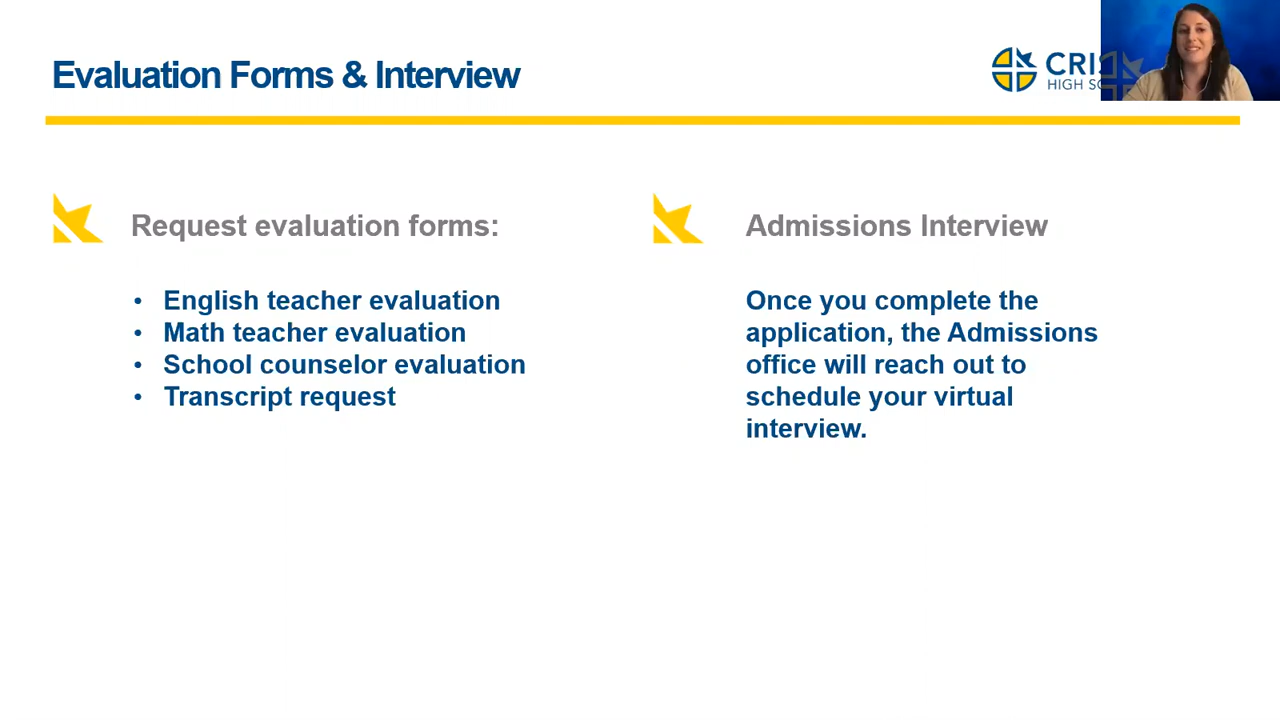 Evaluation Forms & Interview
HIGH
Request evaluation forms:
• English teacher evaluation
• Math teacher evaluation
• School counselor evaluation
• Transcript request
Admissions Interview
Once you complete the
application, the Admissions
office will reach out to
schedule your virtual
interview.